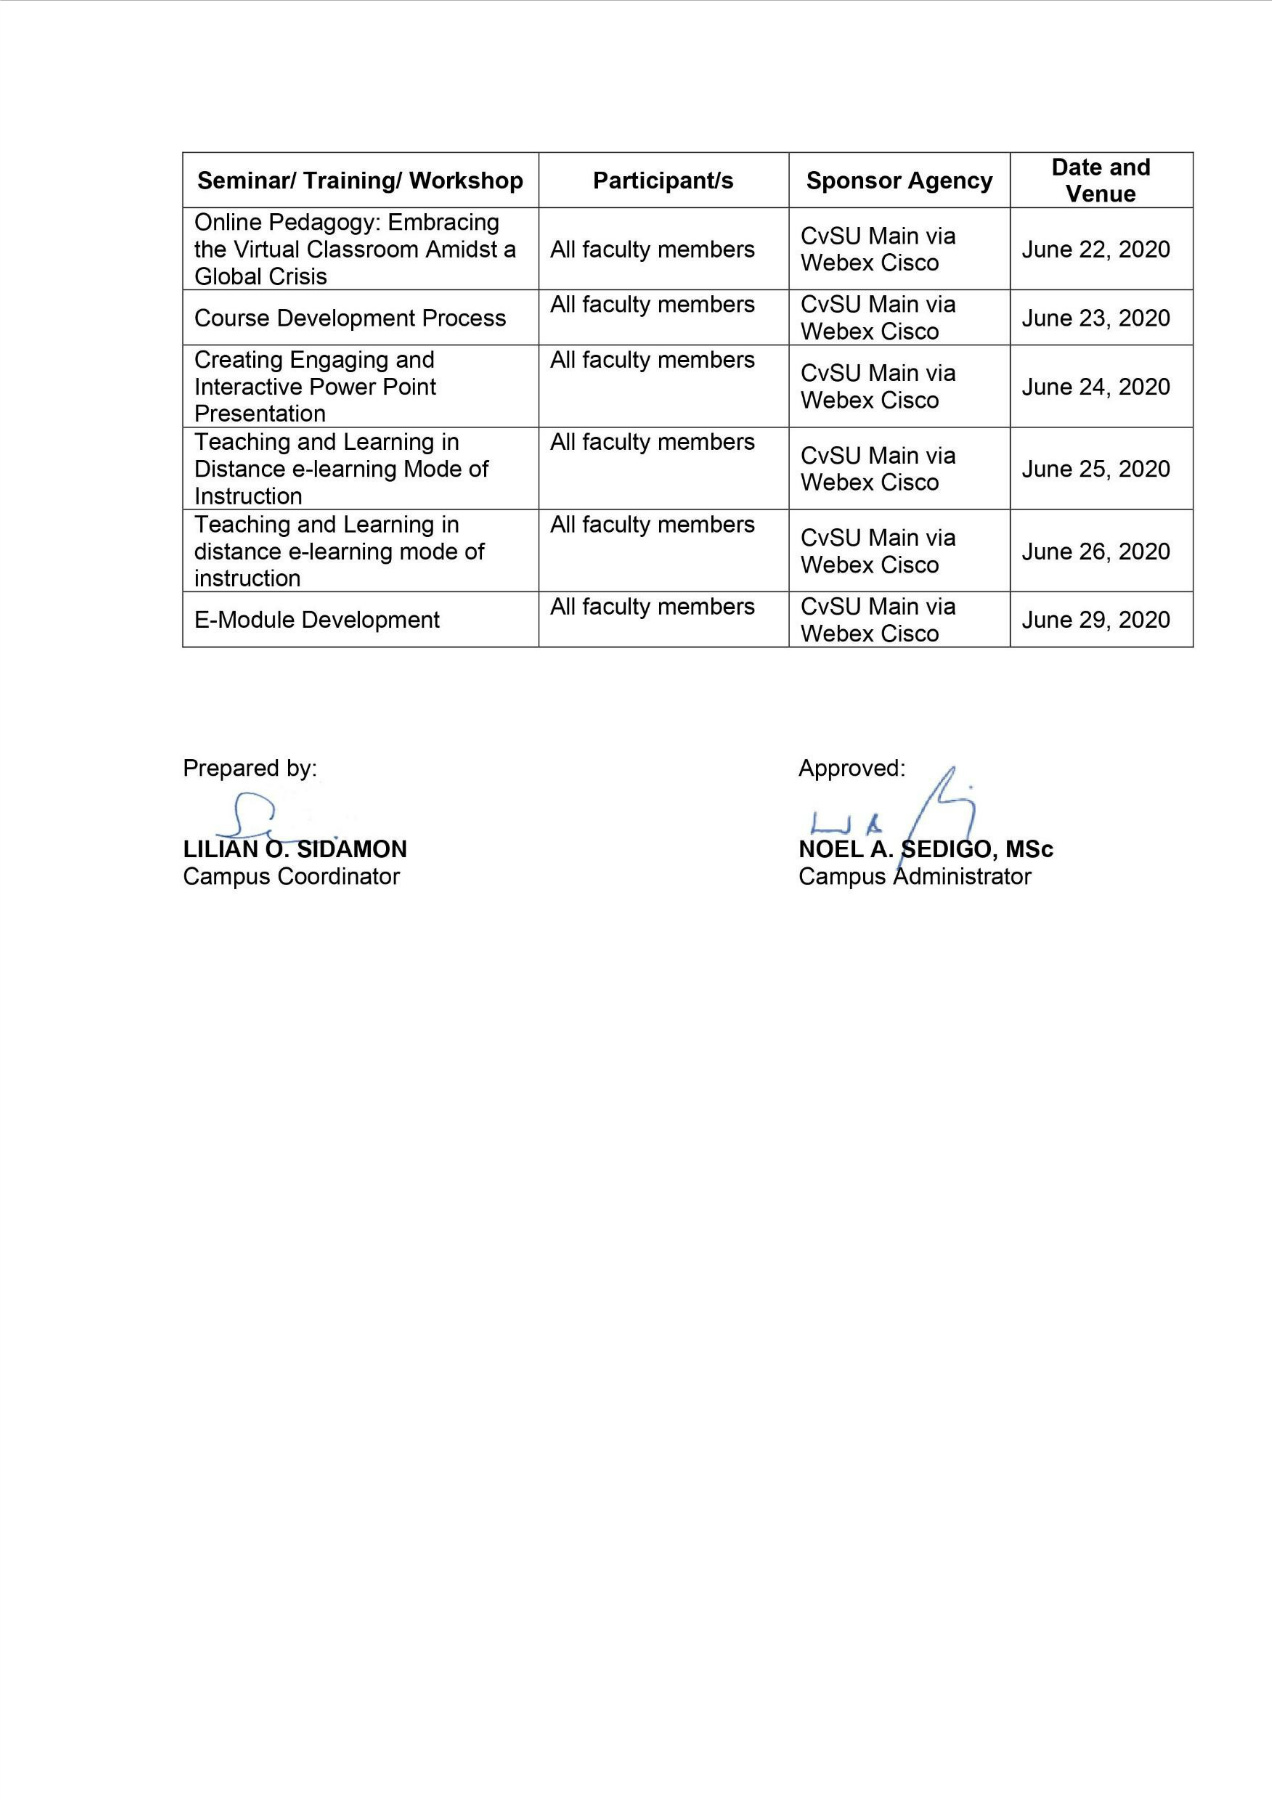 Seminar/ Training/ Workshop
Participant/s
Sponsor Agency
Date and
Venue
Online Pedagogy: Embracing
the Virtual Classroom Amidst a
Global Crisis
All faculty members
CvSU Main via
Webex Cisco
June 22, 2020
Course Development Process
All faculty members
CvSU Main via
Webex Cisco
June 23, 2020
Creating Engaging and
Interactive Power Point
Presentation
All faculty members
CvSU Main via
Webex Cisco
June 24, 2020
Teaching and Learning in
Distance e-learning Mode of
Instruction
All faculty members
CvSU Main via
Webex Cisco
June 25, 2020
Teaching and Learning in
distance e-learning mode of
instruction
All faculty members
CvSU Main via
Webex Cisco
June 26, 2020
E-Module Development
All faculty members
CvSU Main via
Webex Cisco
June 29, 2020
Prepared by:
LILIAN O. SIDAMON
Campus Coordinator
Approved:
NOEL A. SEDIGO, MSc
Campus Administrator